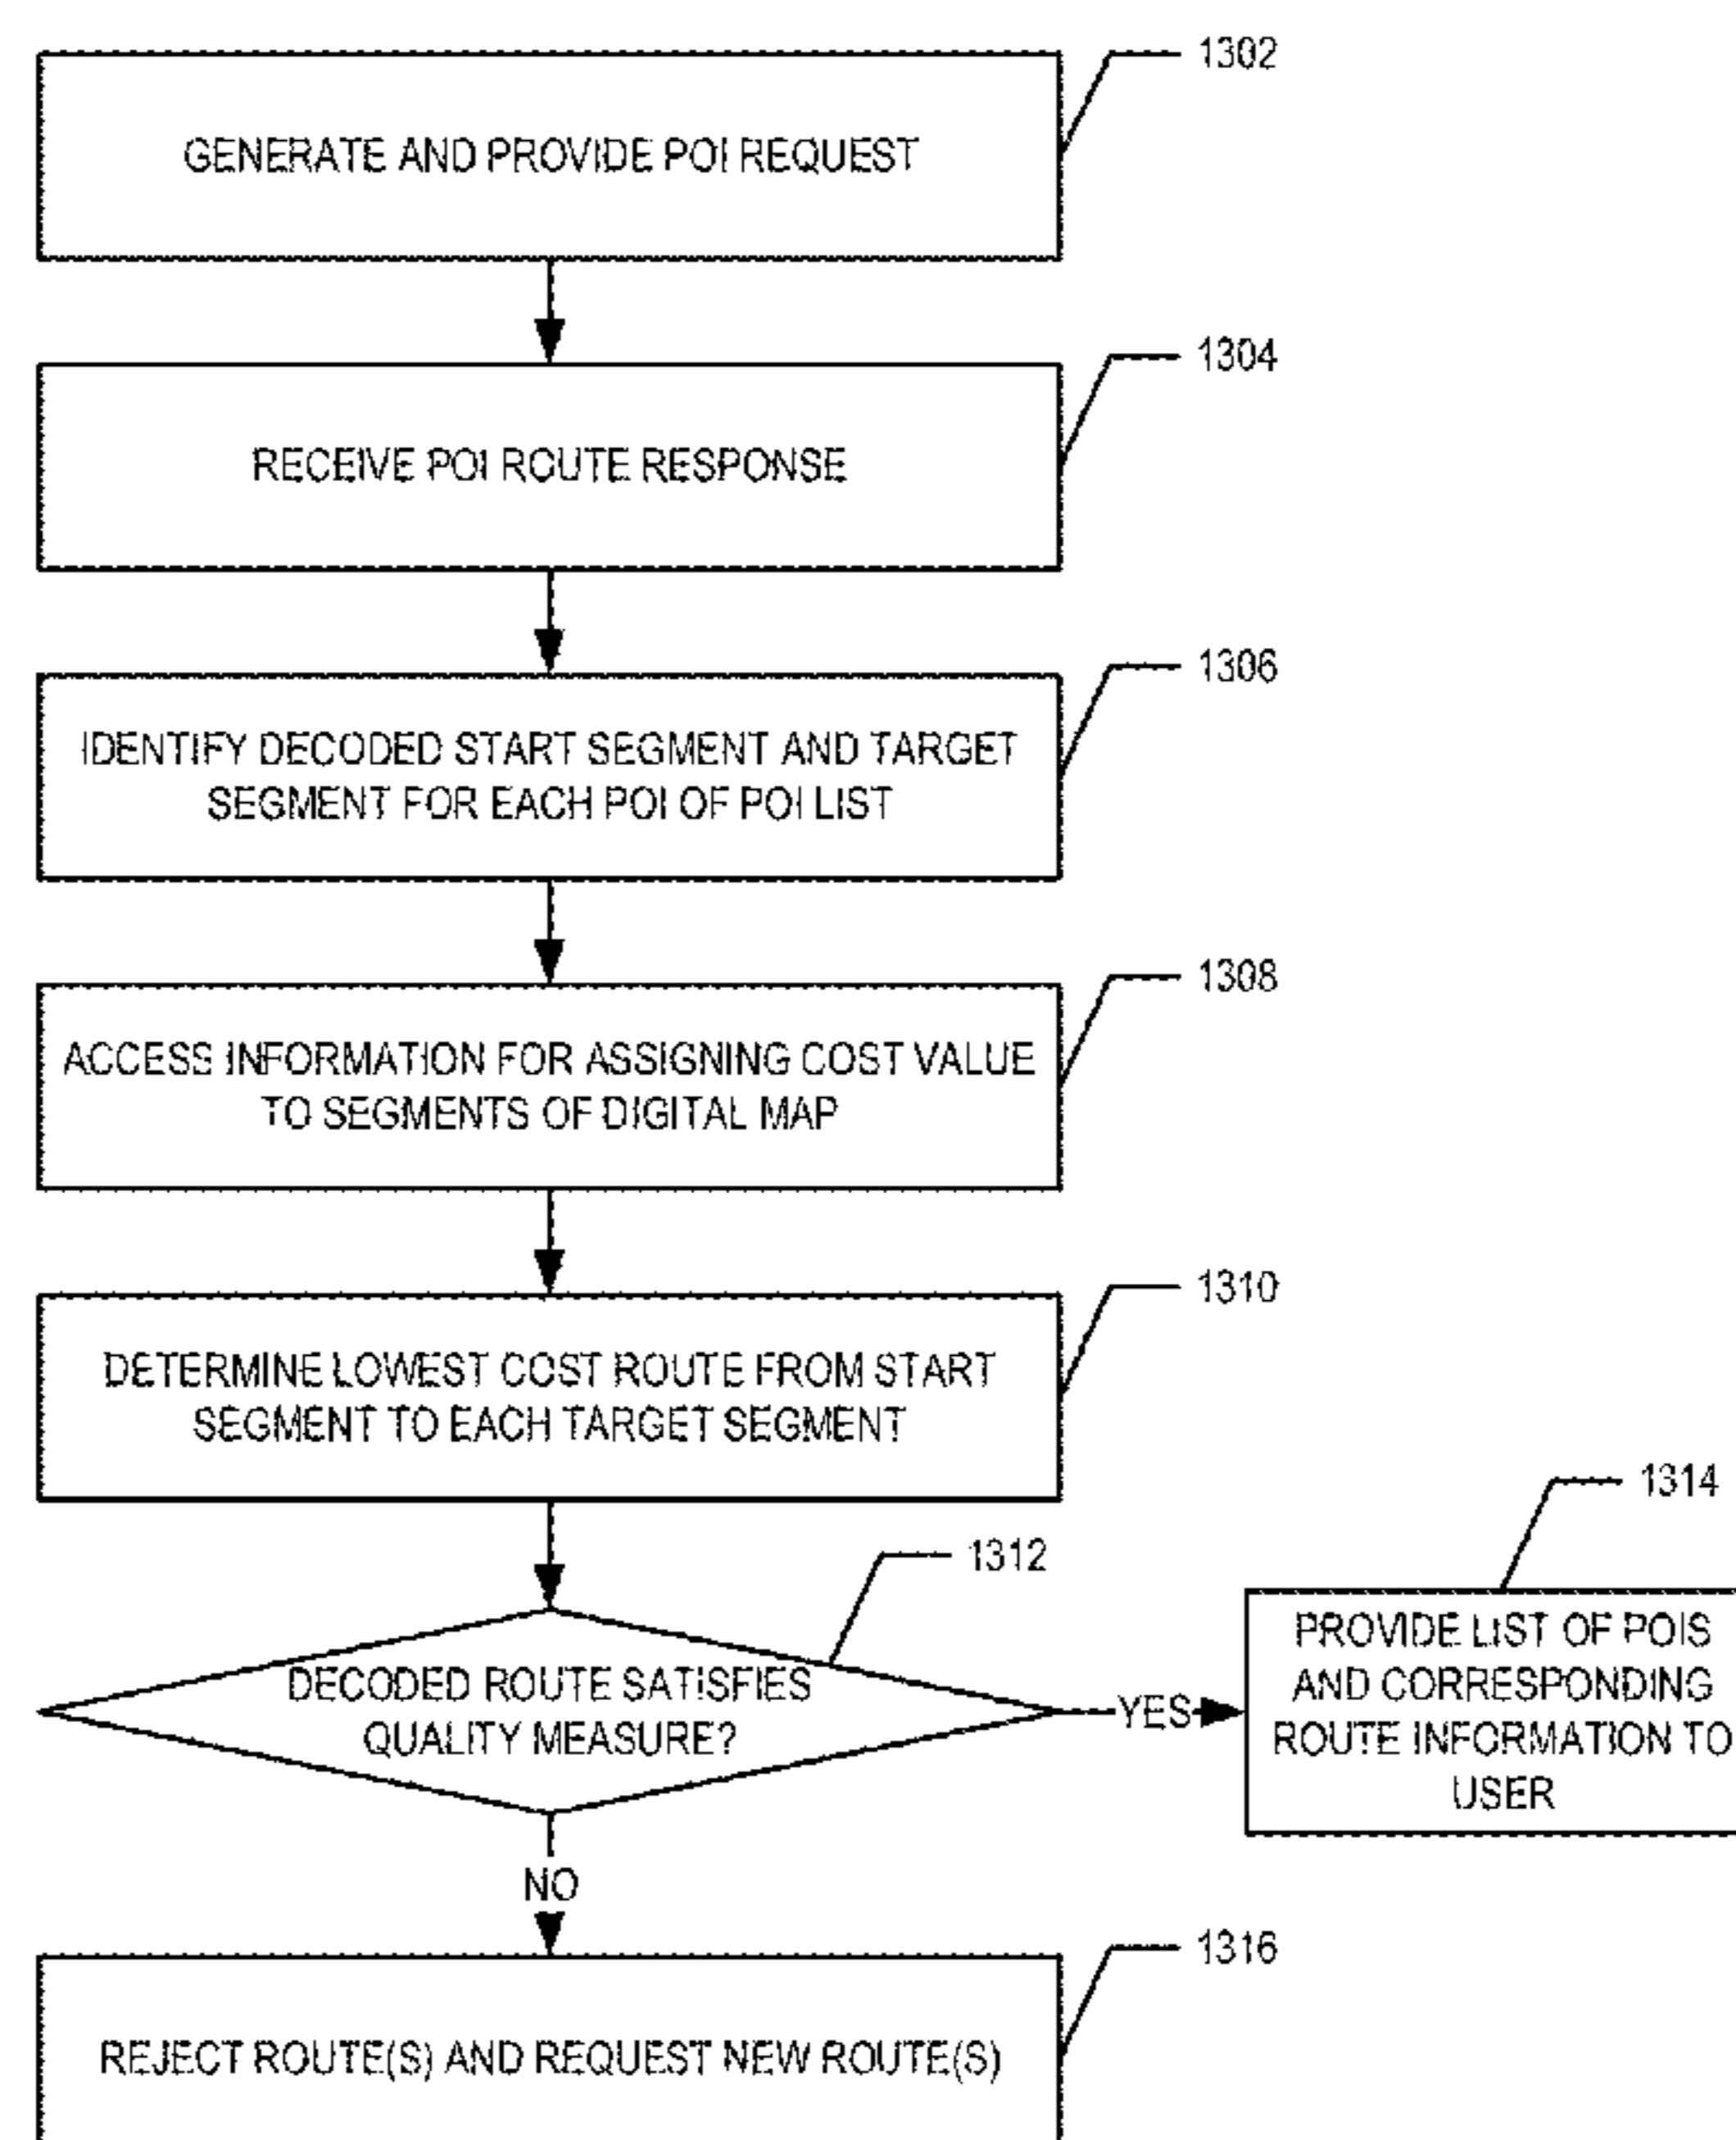 1302
GENERATE AND PROVIDE POI REQUEST
1304
RECEIVE POI ROUTE RESPONSE
1306
IDENTIFY DECODED START SEGMENT AND TARGET
SEGMENT FOR EACH POI OF POI LIST
1308
ACCESS INFORMATION FOR ASSIGNING COST VALUE
TO SEGMENTS OF DIGITAL MAP
1310
DETERMINE LOWEST COST ROUTE FROM START
SEGMENT TO EACH TARGET SEGMENT
1312
DECODED ROUTE SATISFIES
QUALITY MEASURE?
YES
1314
PROVIDE LIST OF POIS
AND CORRESPONDING
ROUTE INFORMATION TO
USER
NO
1316
REJECT ROUTE(S) AND REQUEST NEW ROUTE(S)